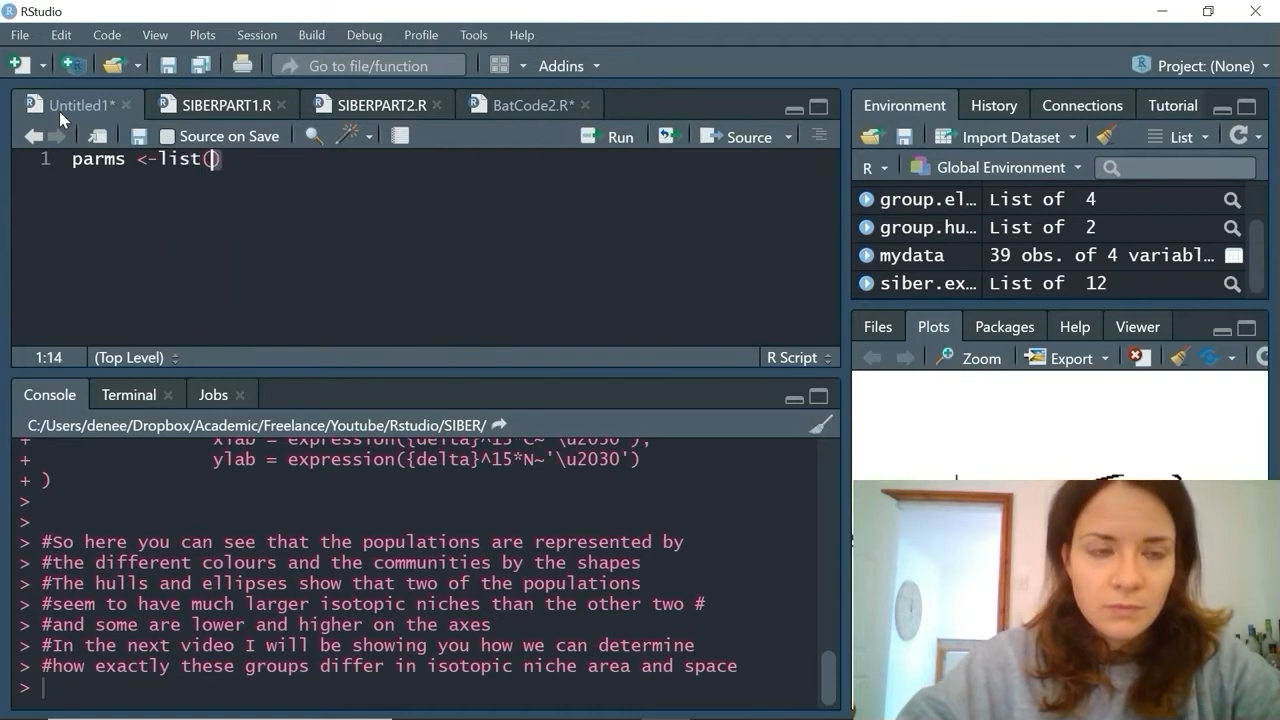 RStudio
File Edit Code View Plots Session Build Debug Profile Tools Help
Go to file/function Addins Project: (None)
Untitled1* SIBERPART1.R SIBERPART2.R BatCode2.R*
Source on Save Run Source
1 parms <-list()
1:14 (Top Level) R Script
Console Terminal Jobs
C:/Users/denee/Dropbox/Academic/Freelance/Youtube/Rstudio/SIBER/
+ xlab = expression({delta}^13*C~'\u2030'),
+ ylab = expression({delta}^15*N~'\u2030')
+ )
>
>
> #So here you can see that the populations are represented by
> #the different colours and the communities by the shapes
> #The hulls and ellipses show that two of the populations
> #seem to have much larger isotopic niches than the other two #
> #and some are lower and higher on the axes
> #In the next video I will be showing you how we can determine
> #how exactly these groups differ in isotopic niche area and space
>
Environment History Connections Tutorial
Import Dataset List
R Global Environment
group.el… List of 4
group.hu… List of 2
mydata 39 obs. of 4 variabl…
siber.ex… List of 12
Files Plots Packages Help Viewer
Zoom Export